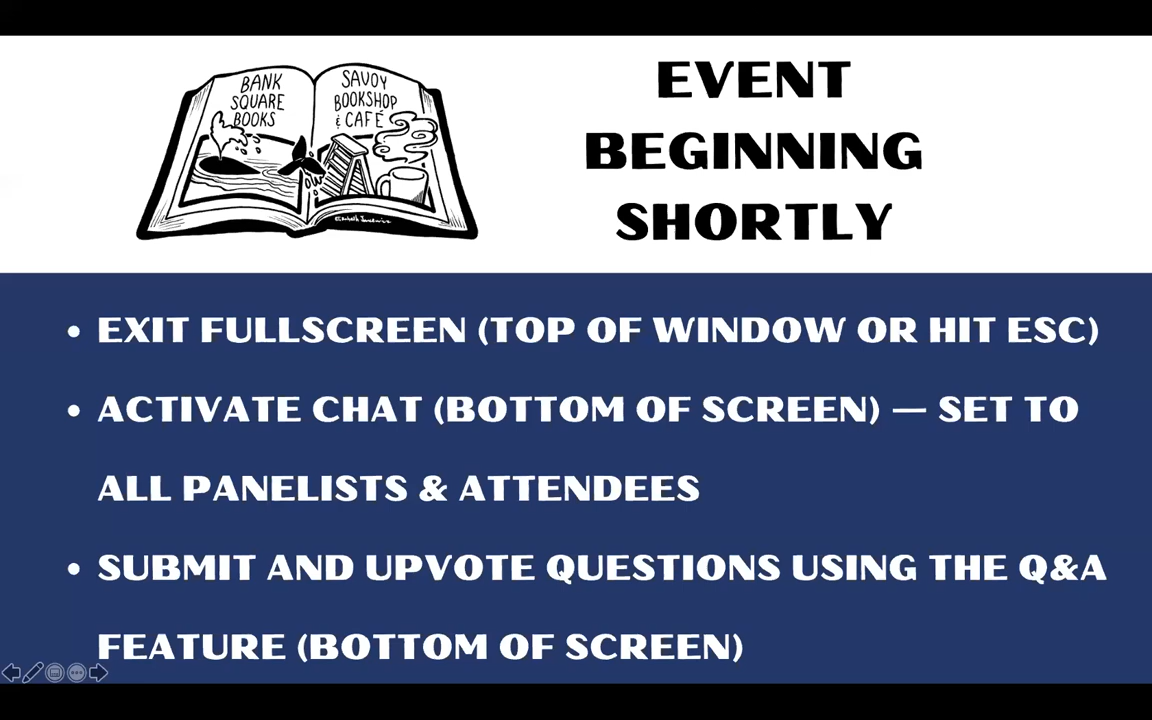 BANK
SQUARE
BOOKS
SAVOY
BOOKSHOP
& CAFÉ
EVENT
BEGINNING
SHORTLY
• EXIT FULLSCREEN (TOP OF WINDOW OR HIT ESC)
• ACTIVATE CHAT (BOTTOM OF SCREEN) — SET TO
ALL PANELISTS & ATTENDEES
• SUBMIT AND UPVOTE QUESTIONS USING THE Q&A
FEATURE (BOTTOM OF SCREEN)